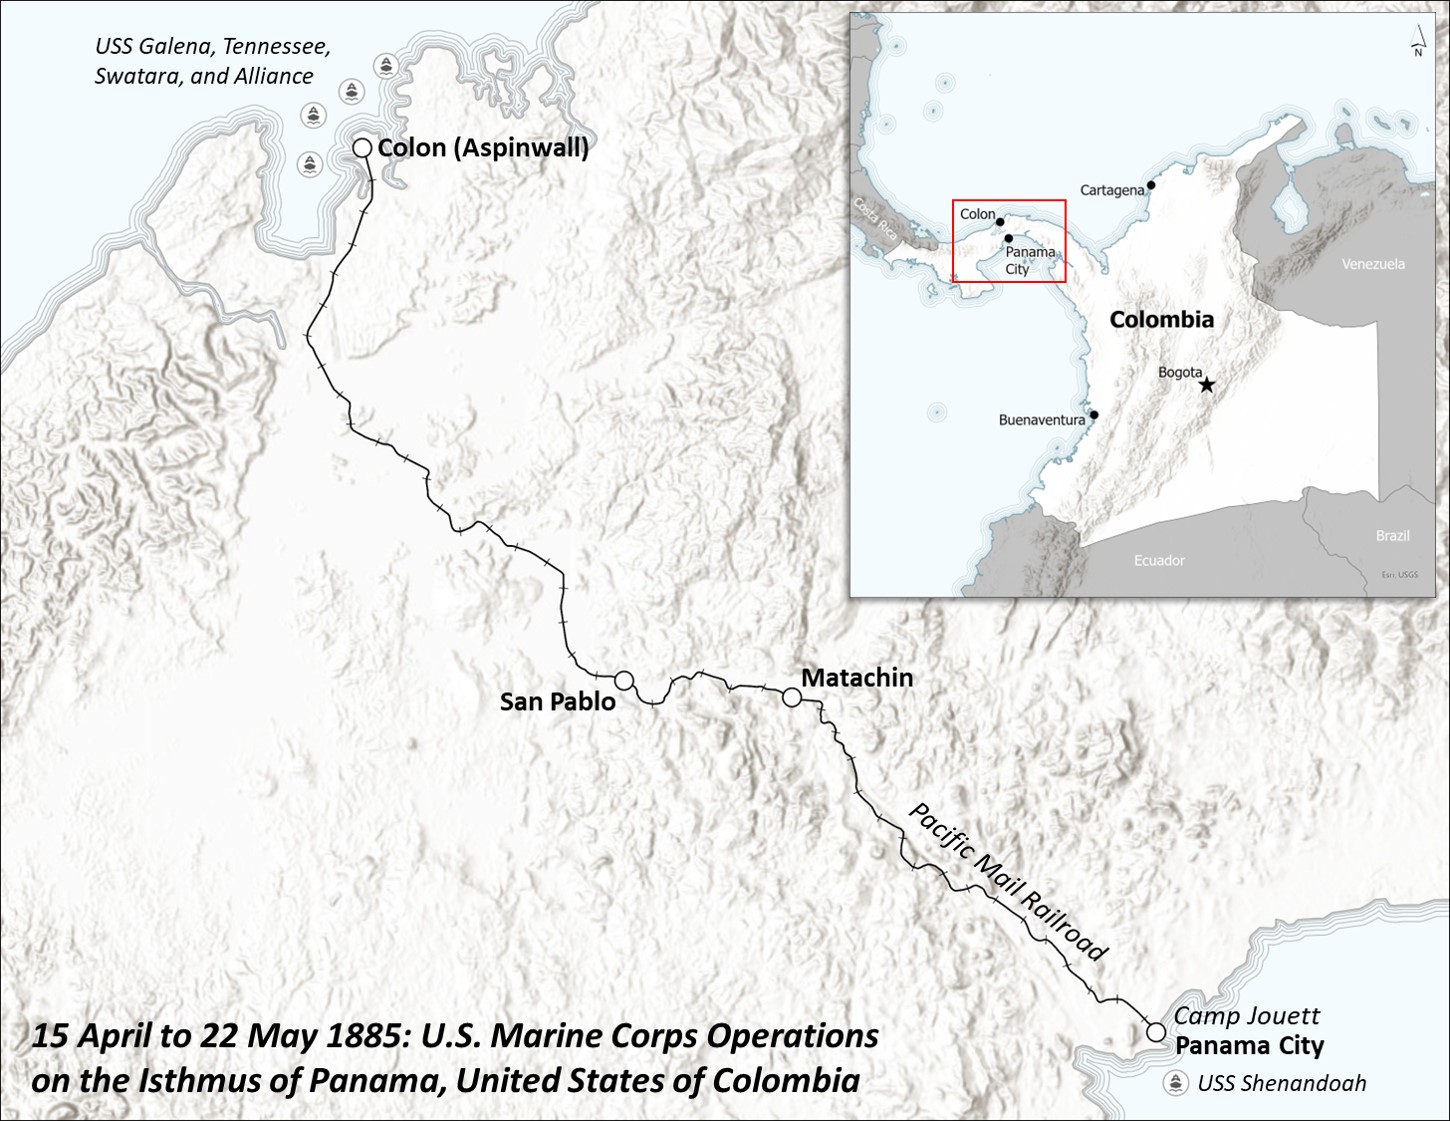 USS Galena, Tennessee,
Swatara, and Alliance
Colon (Aspinwall)
N
Cartagena
Colon
Costa Rica
Panama
City
Venezuela
Colombia
Bogota
Buenaventura
Brazil
Ecuador
Esri, USGS
Matachin
San Pablo
Pacific Mail Railroad
Camp Jouett
Panama City
USS Shenandoah
15 April to 22 May 1885: U.S. Marine Corps Operations
on the Isthmus of Panama, United States of Colombia